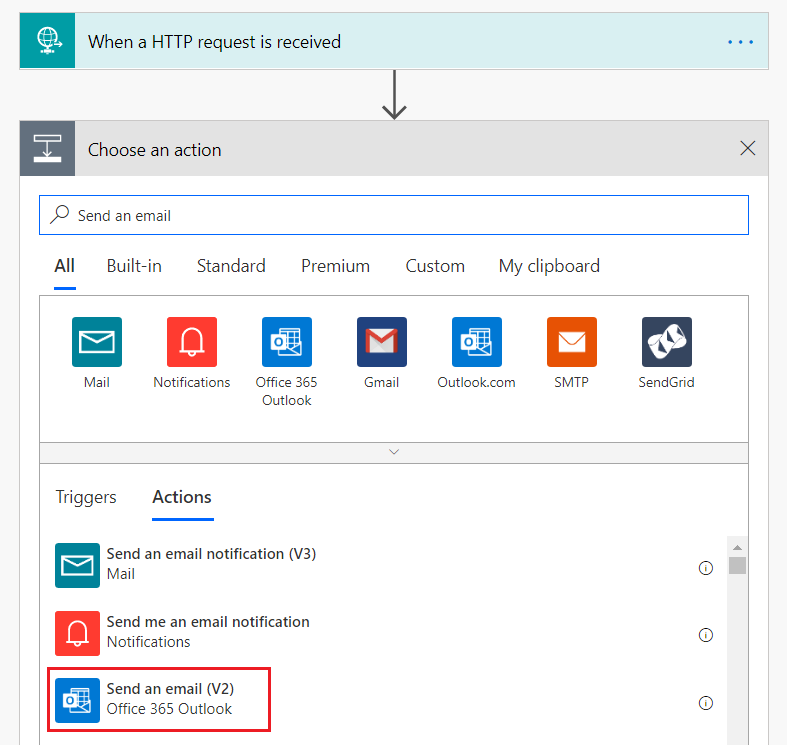 When a HTTP request is received
Choose an action
Send an email
All Built-in Standard Premium Custom My clipboard
Mail Notifications Office 365 Outlook Gmail Outlook.com SMTP SendGrid
Triggers Actions
Send an email notification (V3)
Mail
Send me an email notification
Notifications
Send an email (V2)
Office 365 Outlook